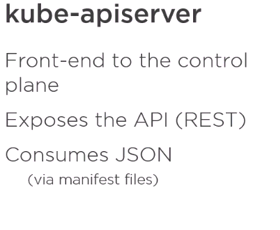 kube-apiserver
Front-end to the control
plane
Exposes the API (REST)
Consumes JSON
(via manifest files)